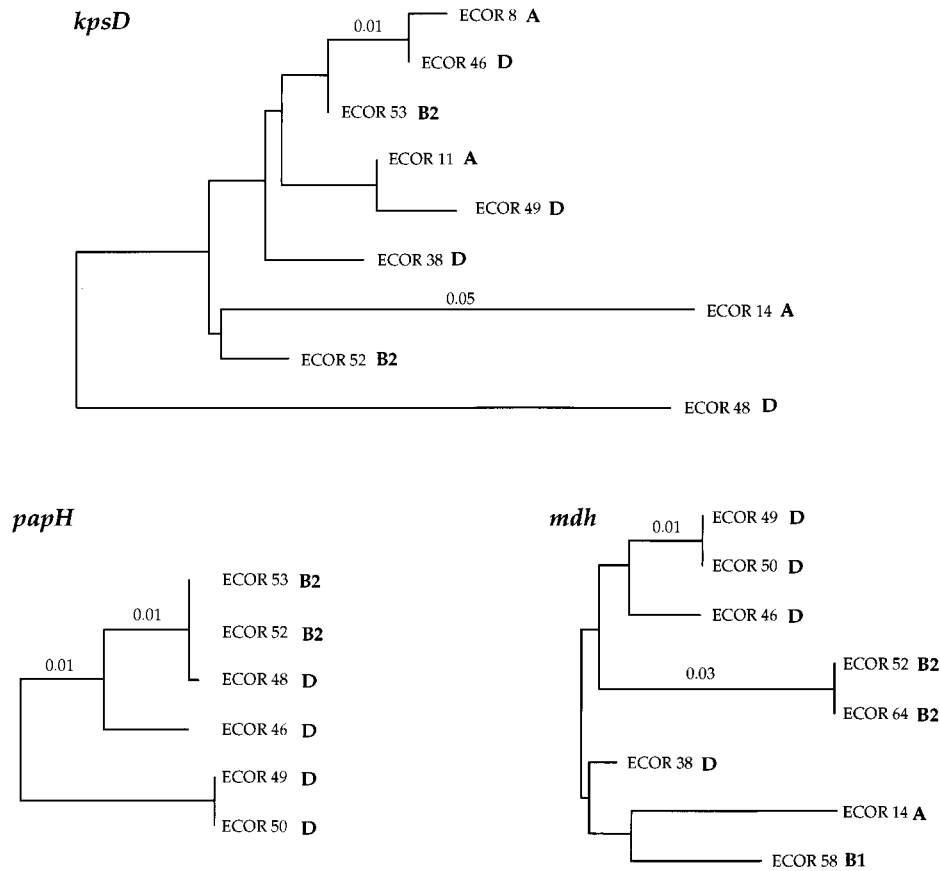 kpsD
0.01
ECOR 8 A
ECOR 46 D
ECOR 53 B2
ECOR 11 A
ECOR 49 D
ECOR 38 D
0.05
ECOR 14 A
ECOR 52 B2
ECOR 48 D
papH
ECOR 53 B2
0.01
ECOR 52 B2
0.01
ECOR 48 D
ECOR 46 D
ECOR 49 D
ECOR 50 D
mdh
ECOR 49 D
0.01
ECOR 50 D
ECOR 46 D
ECOR 52 B2
0.03
ECOR 64 B2
ECOR 38 D
ECOR 14 A
ECOR 58 B1